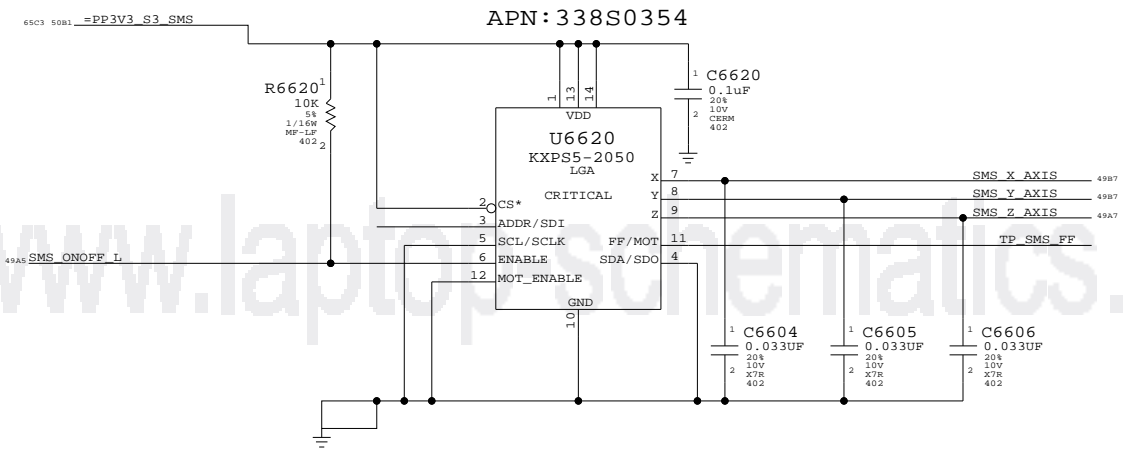 APN:338S0354
65C3 50B1 =PP3V3_S3_SMS
R6620
1
10K
5%
1/16W
MF-LF
402
2
1
13
14
VDD
U6620
KXPS5-2050
LGA
CRITICAL
1
C6620
0.1uF
20%
10V
CERM
402
2
X 7 SMS_X_AXIS 49B7
Y 8 SMS_Y_AXIS 49B7
Z 9 SMS_Z_AXIS 49A7
2 CS*
3 ADDR/SDI
5 SCL/SCLK
FF/MOT 11 TP_SMS_FF
49A5 SMS_ONOFF_L
6 ENABLE
SDA/SDO 4
12 MOT_ENABLE
GND
10
1
C6604
0.033UF
20%
10V
X7R
402
2
1
C6605
0.033UF
20%
10V
X7R
402
2
1
C6606
0.033UF
20%
10V
X7R
402
2
www.laptop-schematics.